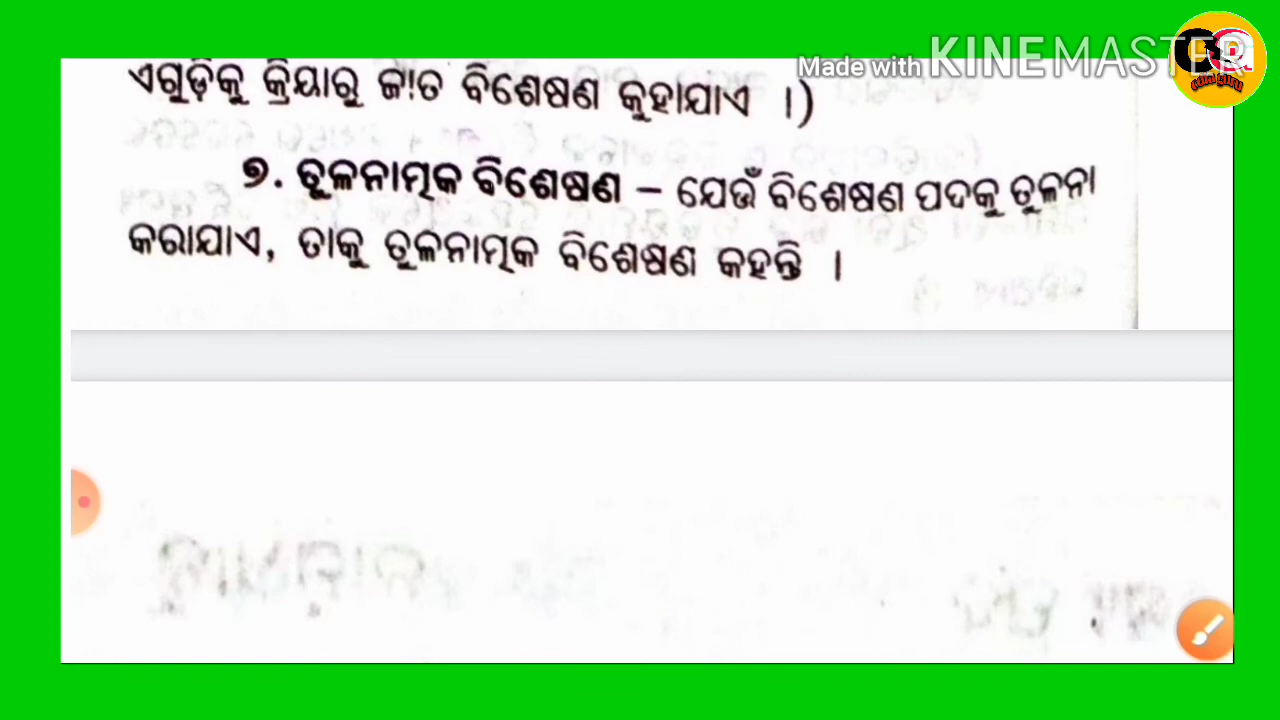 Made with KINEMASTER
ଏଗୁଡ଼ିକୁ କ୍ରିୟାରୁ ଜାତ ବିଶେଷଣ କୁହାଯାଏ ।)
୭. ତୁଳନାତ୍ମକ ବିଶେଷଣ – ଯେଉଁ ବିଶେଷଣ ପଦକୁ ତୁଳନା
କରାଯାଏ, ତାକୁ ତୁଳନାତ୍ମକ ବିଶେଷଣ କହନ୍ତି ।